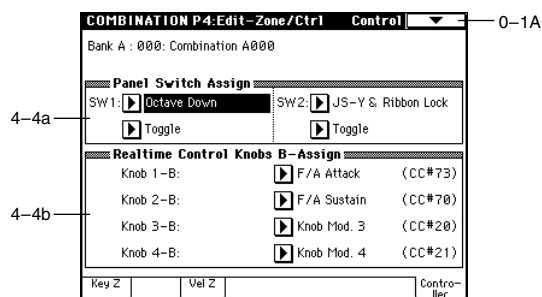 COMBINATION P4:Edit-Zone/Ctrl Control
0–1A
Bank A : 000: Combination A000
Panel Switch Assign
SW1: Octave Down SW2: JS-Y & Ribbon Lock
4–4a
Toggle Toggle
Realtime Control Knobs B-Assign
Knob 1-B: F/A Attack (CC#73)
Knob 2-B: F/A Sustain (CC#70)
4–4b
Knob 3-B: Knob Mod. 3 (CC#20)
Knob 4-B: Knob Mod. 4 (CC#21)
Key Z Vel Z Contro-
ller